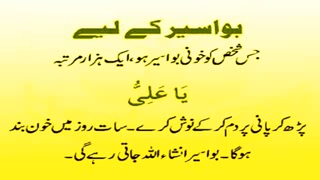 بواسیر کے لیے
جس شخص کو خونی بواسیر ہو، ایک ہزار مرتبہ
يَا عَلِيُّ
پڑھ کر پانی پر دم کر کے نوش کرے۔ سات روز میں خون بند
ہوگا۔ بواسیر انشاء اللہ جاتی رہے گی۔